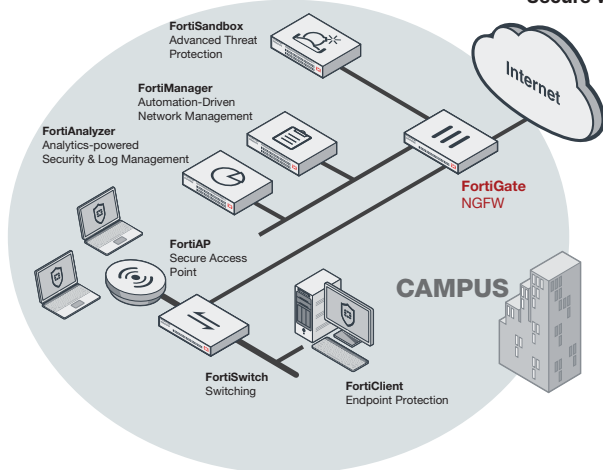 FortiSandbox
Advanced Threat
Protection
Internet
FortiManager
Automation-Driven
Network Management
FortiAnalyzer
Analytics-powered
Security & Log Management
FortiGate
NGFW
FortiAP
Secure Access
Point
CAMPUS
FortiSwitch
Switching
FortiClient
Endpoint Protection